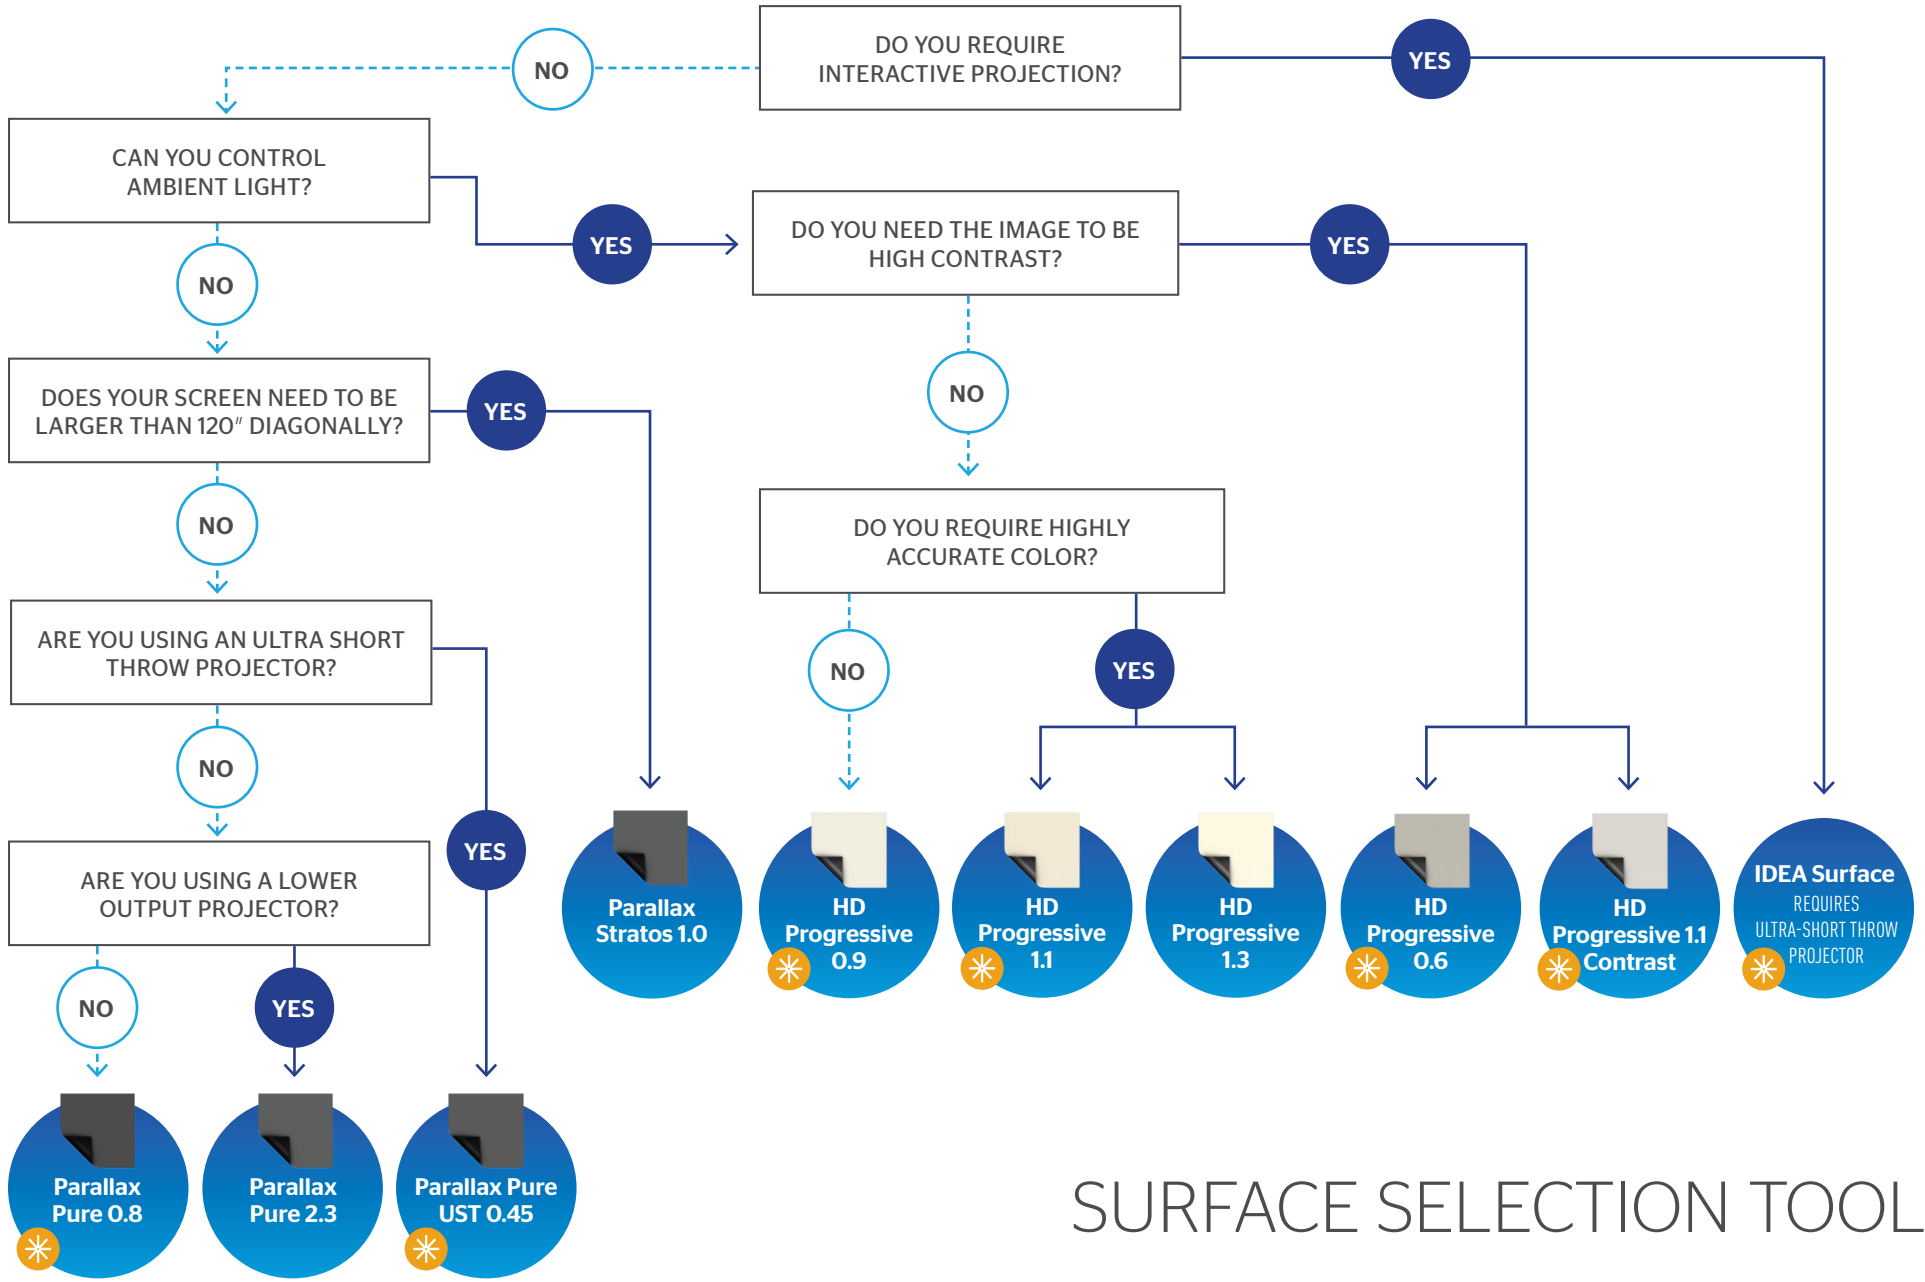 DO YOU REQUIRE
INTERACTIVE PROJECTION?
NO
YES
CAN YOU CONTROL
AMBIENT LIGHT?
YES
DO YOU NEED THE IMAGE TO BE
HIGH CONTRAST?
YES
NO
NO
DOES YOUR SCREEN NEED TO BE
LARGER THAN 120" DIAGONALLY?
YES
NO
DO YOU REQUIRE HIGHLY
ACCURATE COLOR?
NO
YES
ARE YOU USING AN ULTRA SHORT
THROW PROJECTOR?
NO
YES
ARE YOU USING A LOWER
OUTPUT PROJECTOR?
NO
YES
Parallax
Stratos 1.0
HD
Progressive
0.9
HD
Progressive
1.1
HD
Progressive
1.3
HD
Progressive
0.6
HD
Progressive 1.1
Contrast
IDEA Surface
REQUIRES
ULTRA-SHORT THROW
PROJECTOR
Parallax
Pure 0.8
Parallax
Pure 2.3
Parallax Pure
UST 0.45
SURFACE SELECTION TOOL